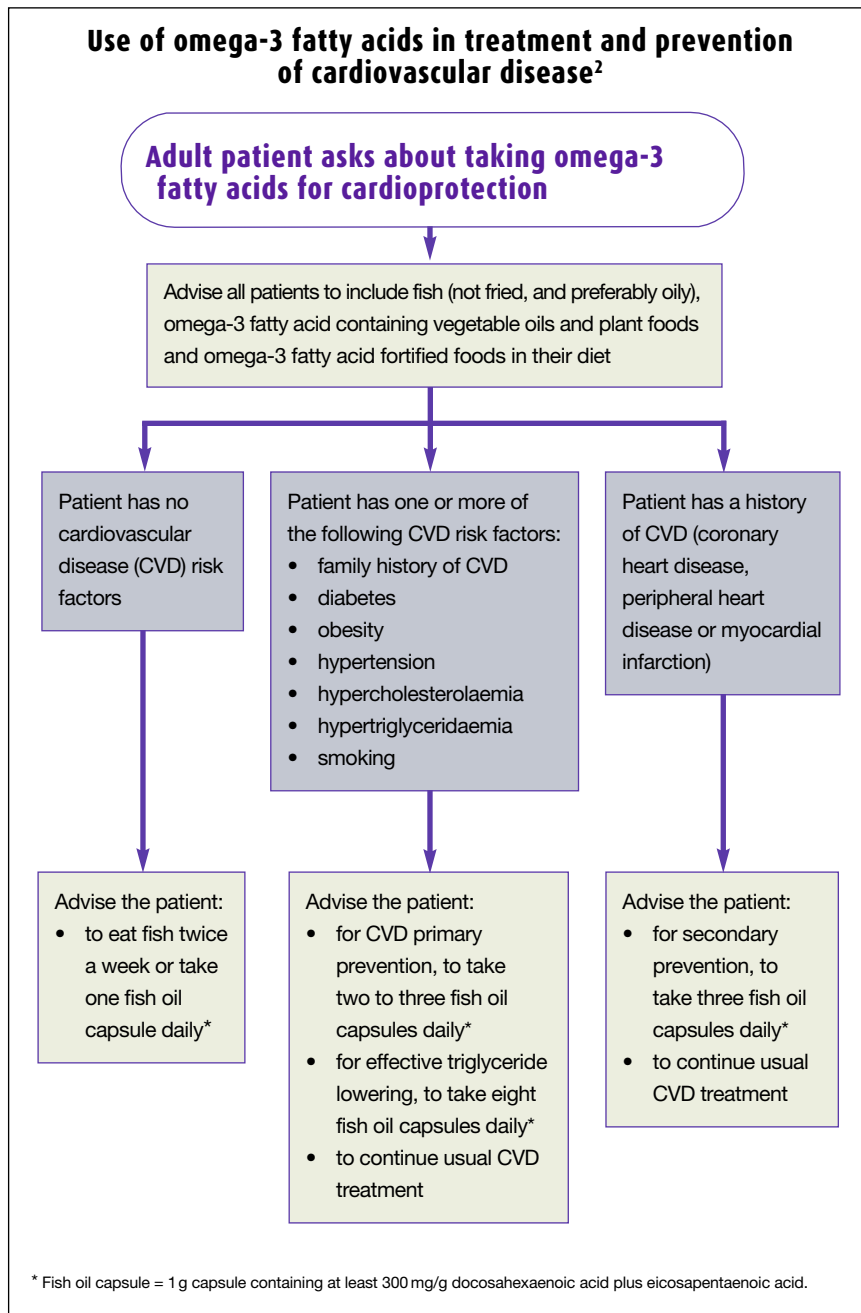 Use of omega-3 fatty acids in treatment and prevention
of cardiovascular disease²
Adult patient asks about taking omega-3
fatty acids for cardioprotection
Advise all patients to include fish (not fried, and preferably oily),
omega-3 fatty acid containing vegetable oils and plant foods
and omega-3 fatty acid fortified foods in their diet
Patient has no
cardiovascular
disease (CVD) risk
factors
Patient has one or more of
the following CVD risk factors:
• family history of CVD
• diabetes
• obesity
• hypertension
• hypercholesterolaemia
• hypertriglyceridaemia
• smoking
Patient has a history
of CVD (coronary
heart disease,
peripheral heart
disease or myocardial
infarction)
Advise the patient:
• to eat fish twice
a week or take
one fish oil
capsule daily*
Advise the patient:
• for CVD primary
prevention, to take
two to three fish oil
capsules daily*
• for effective triglyceride
lowering, to take eight
fish oil capsules daily*
• to continue usual CVD
treatment
Advise the patient:
• for secondary
prevention, to
take three fish oil
capsules daily*
• to continue usual
CVD treatment
* Fish oil capsule = 1 g capsule containing at least 300 mg/g docosahexaenoic acid plus eicosapentaenoic acid.